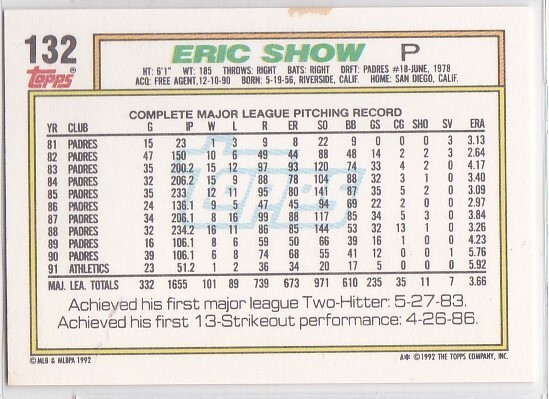 132 ERIC SHOW P
Topps
HT: 6'1" WT: 185 THROWS: RIGHT BATS: RIGHT DRFT: PADRES #18-JUNE, 1978
ACQ: FREE AGENT, 12-10-90 BORN: 5-19-56, RIVERSIDE, CALIF. HOME: SAN DIEGO, CALIF.
COMPLETE MAJOR LEAGUE PITCHING RECORD
YR CLUB G IP W L R ER SO BB GS CG SHO SV ERA
81 PADRES 15 23 1 3 9 8 22 9 0 0 0 3 3.13
82 PADRES 47 150 10 6 49 44 88 48 14 2 2 3 2.64
83 PADRES 35 200.2 15 12 97 93 120 74 33 4 2 0 4.17
84 PADRES 32 206.2 15 9 88 78 104 88 32 3 1 0 3.40
85 PADRES 35 233 12 11 95 80 141 87 35 5 2 0 3.09
86 PADRES 24 136.1 9 5 47 45 94 69 22 2 0 0 2.97
87 PADRES 34 206.1 8 16 99 88 117 85 34 5 3 0 3.84
88 PADRES 32 234.2 16 11 86 85 144 53 32 13 1 0 3.26
89 PADRES 16 106.1 8 6 59 50 66 39 16 1 0 0 4.23
90 PADRES 39 106.1 6 8 74 68 55 41 12 0 0 1 5.76
91 ATHLETICS 23 51.2 1 2 36 34 20 17 5 0 0 0 5.92
MAJ. LEA. TOTALS 332 1655 101 89 739 673 971 610 235 35 11 7 3.66
Achieved his first major league Two-Hitter: 5-27-83.
Achieved his first 13-Strikeout performance: 4-26-86.
© MLB & MLBPA 1992 A* © 1992 THE TOPPS COMPANY, INC.